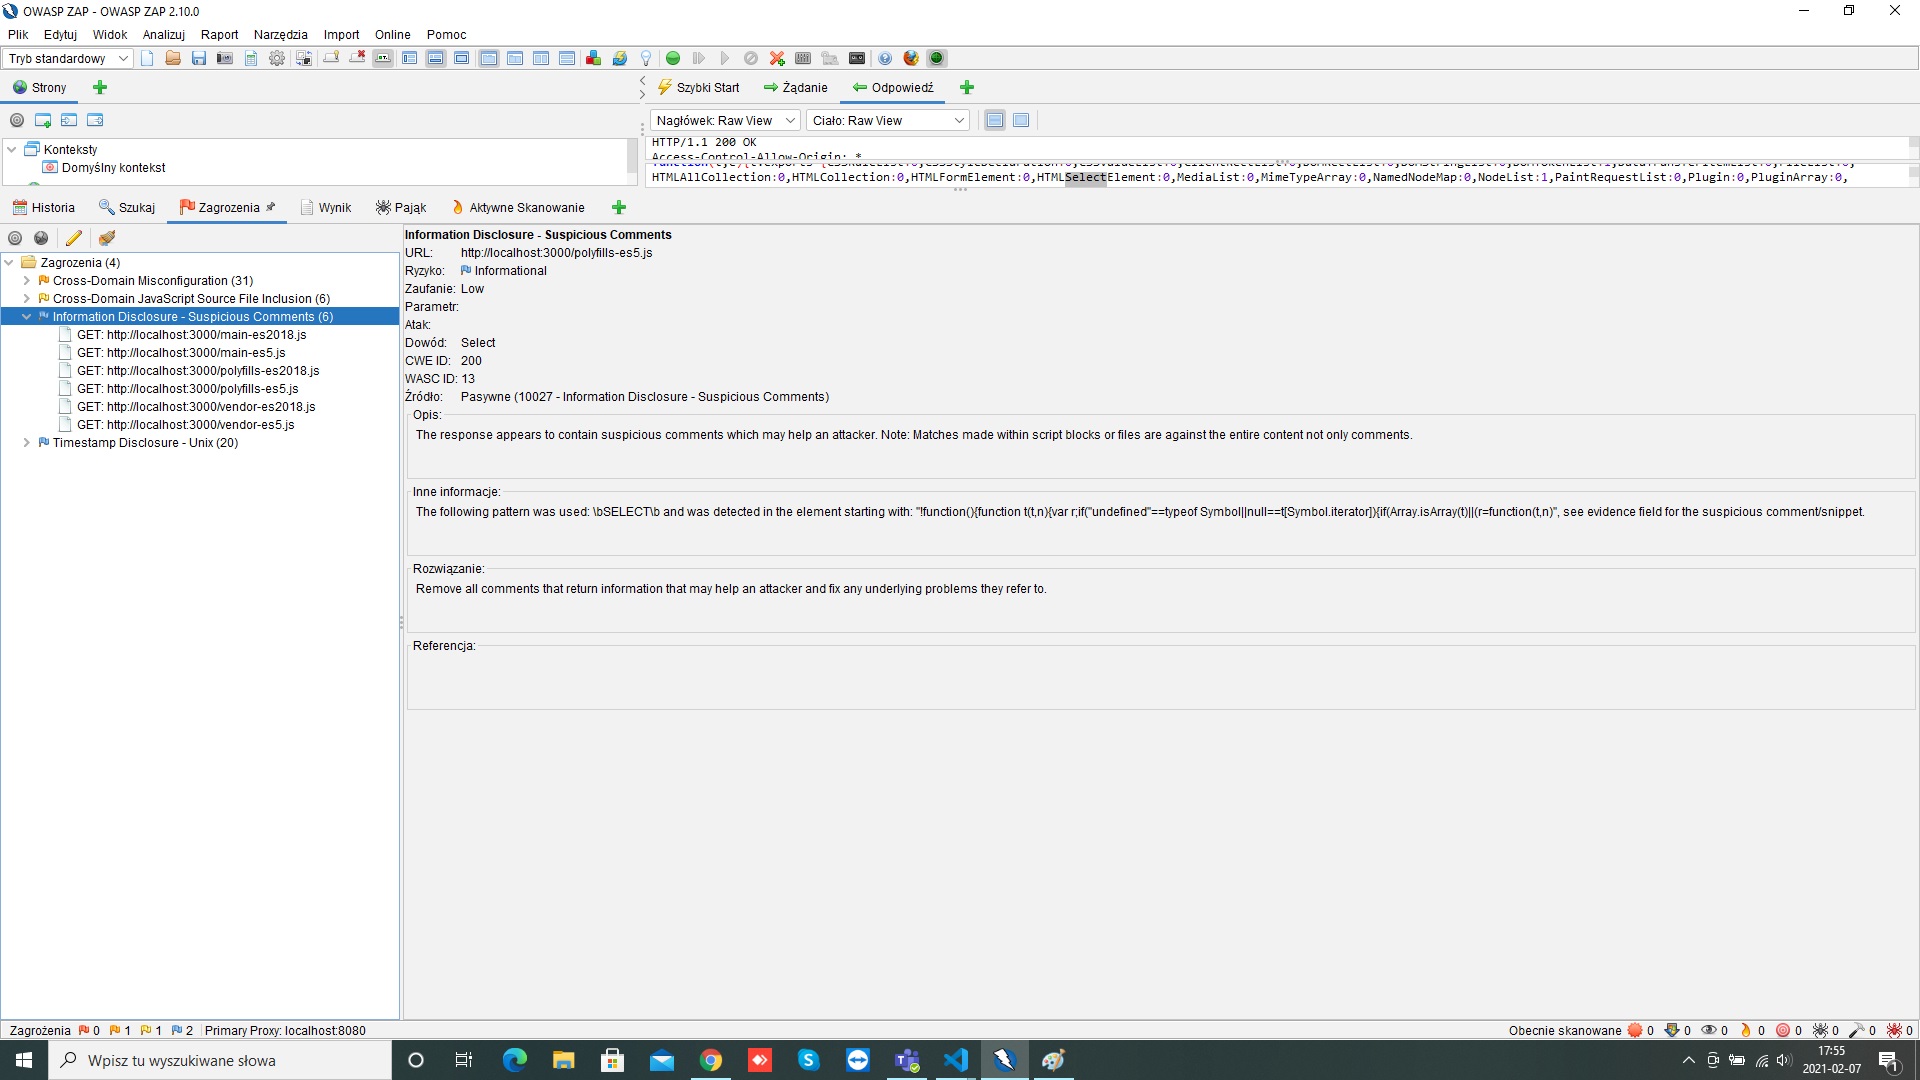 OWASP ZAP - OWASP ZAP 2.10.0
Plik Edytuj Widok Analizuj Raport Narzędzia Import Online Pomoc
Tryb standardowy
Strony
Szybki Start Żądanie Odpowiedź
Nagłówek: Raw View Ciało: Raw View
Konteksty
Domyślny kontekst
HTTP/1.1 200 OK
Access-Control-Allow-Origin: *
HTMLAllCollection:0,HTMLCollection:0,HTMLFormElement:0,HTMLSelectElement:0,MediaList:0,MimeTypeArray:0,NamedNodeMap:0,NodeList:1,PaintRequestList:0,Plugin:0,PluginArray:0,
Historia Szukaj Zagrozenia Wynik Pająk Aktywne Skanowanie
Zagrozenia (4)
Cross-Domain Misconfiguration (31)
Cross-Domain JavaScript Source File Inclusion (6)
Information Disclosure - Suspicious Comments (6)
GET: http://localhost:3000/main-es2018.js
GET: http://localhost:3000/main-es5.js
GET: http://localhost:3000/polyfills-es2018.js
GET: http://localhost:3000/polyfills-es5.js
GET: http://localhost:3000/vendor-es2018.js
GET: http://localhost:3000/vendor-es5.js
Timestamp Disclosure - Unix (20)
Information Disclosure - Suspicious Comments
URL: http://localhost:3000/polyfills-es5.js
Ryzyko: Informational
Zaufanie: Low
Parametr:
Atak:
Dowód: Select
CWE ID: 200
WASC ID: 13
Źródło: Pasywne (10027 - Information Disclosure - Suspicious Comments)
Opis:
The response appears to contain suspicious comments which may help an attacker. Note: Matches made within script blocks or files are against the entire content not only comments.
Inne informacje:
The following pattern was used: \bSELECT\b and was detected in the element starting with: "!function(){function t(t,n){var r;if("undefined"==typeof Symbol||null==t[Symbol.iterator]){if(Array.isArray(t)||(r=function(t,n)", see evidence field for the suspicious comment/snippet.
Rozwiązanie:
Remove all comments that return information that may help an attacker and fix any underlying problems they refer to.
Referencja:
Zagrożenia 0 1 1 2 Primary Proxy: localhost:8080
Obecnie skanowane 0 0 0 0 0 0 0 0
Wpisz tu wyszukiwane słowa
17:55
2021-02-07
1